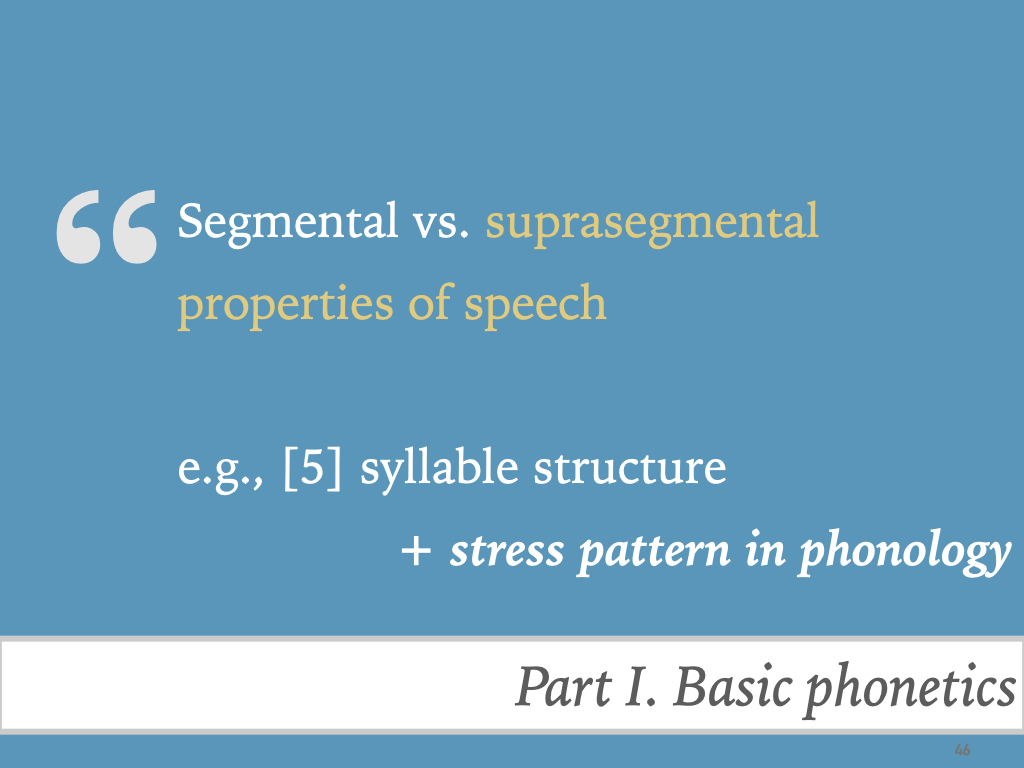 “ Segmental vs. suprasegmental
properties of speech
e.g., [5] syllable structure
+ stress pattern in phonology
Part I. Basic phonetics
46